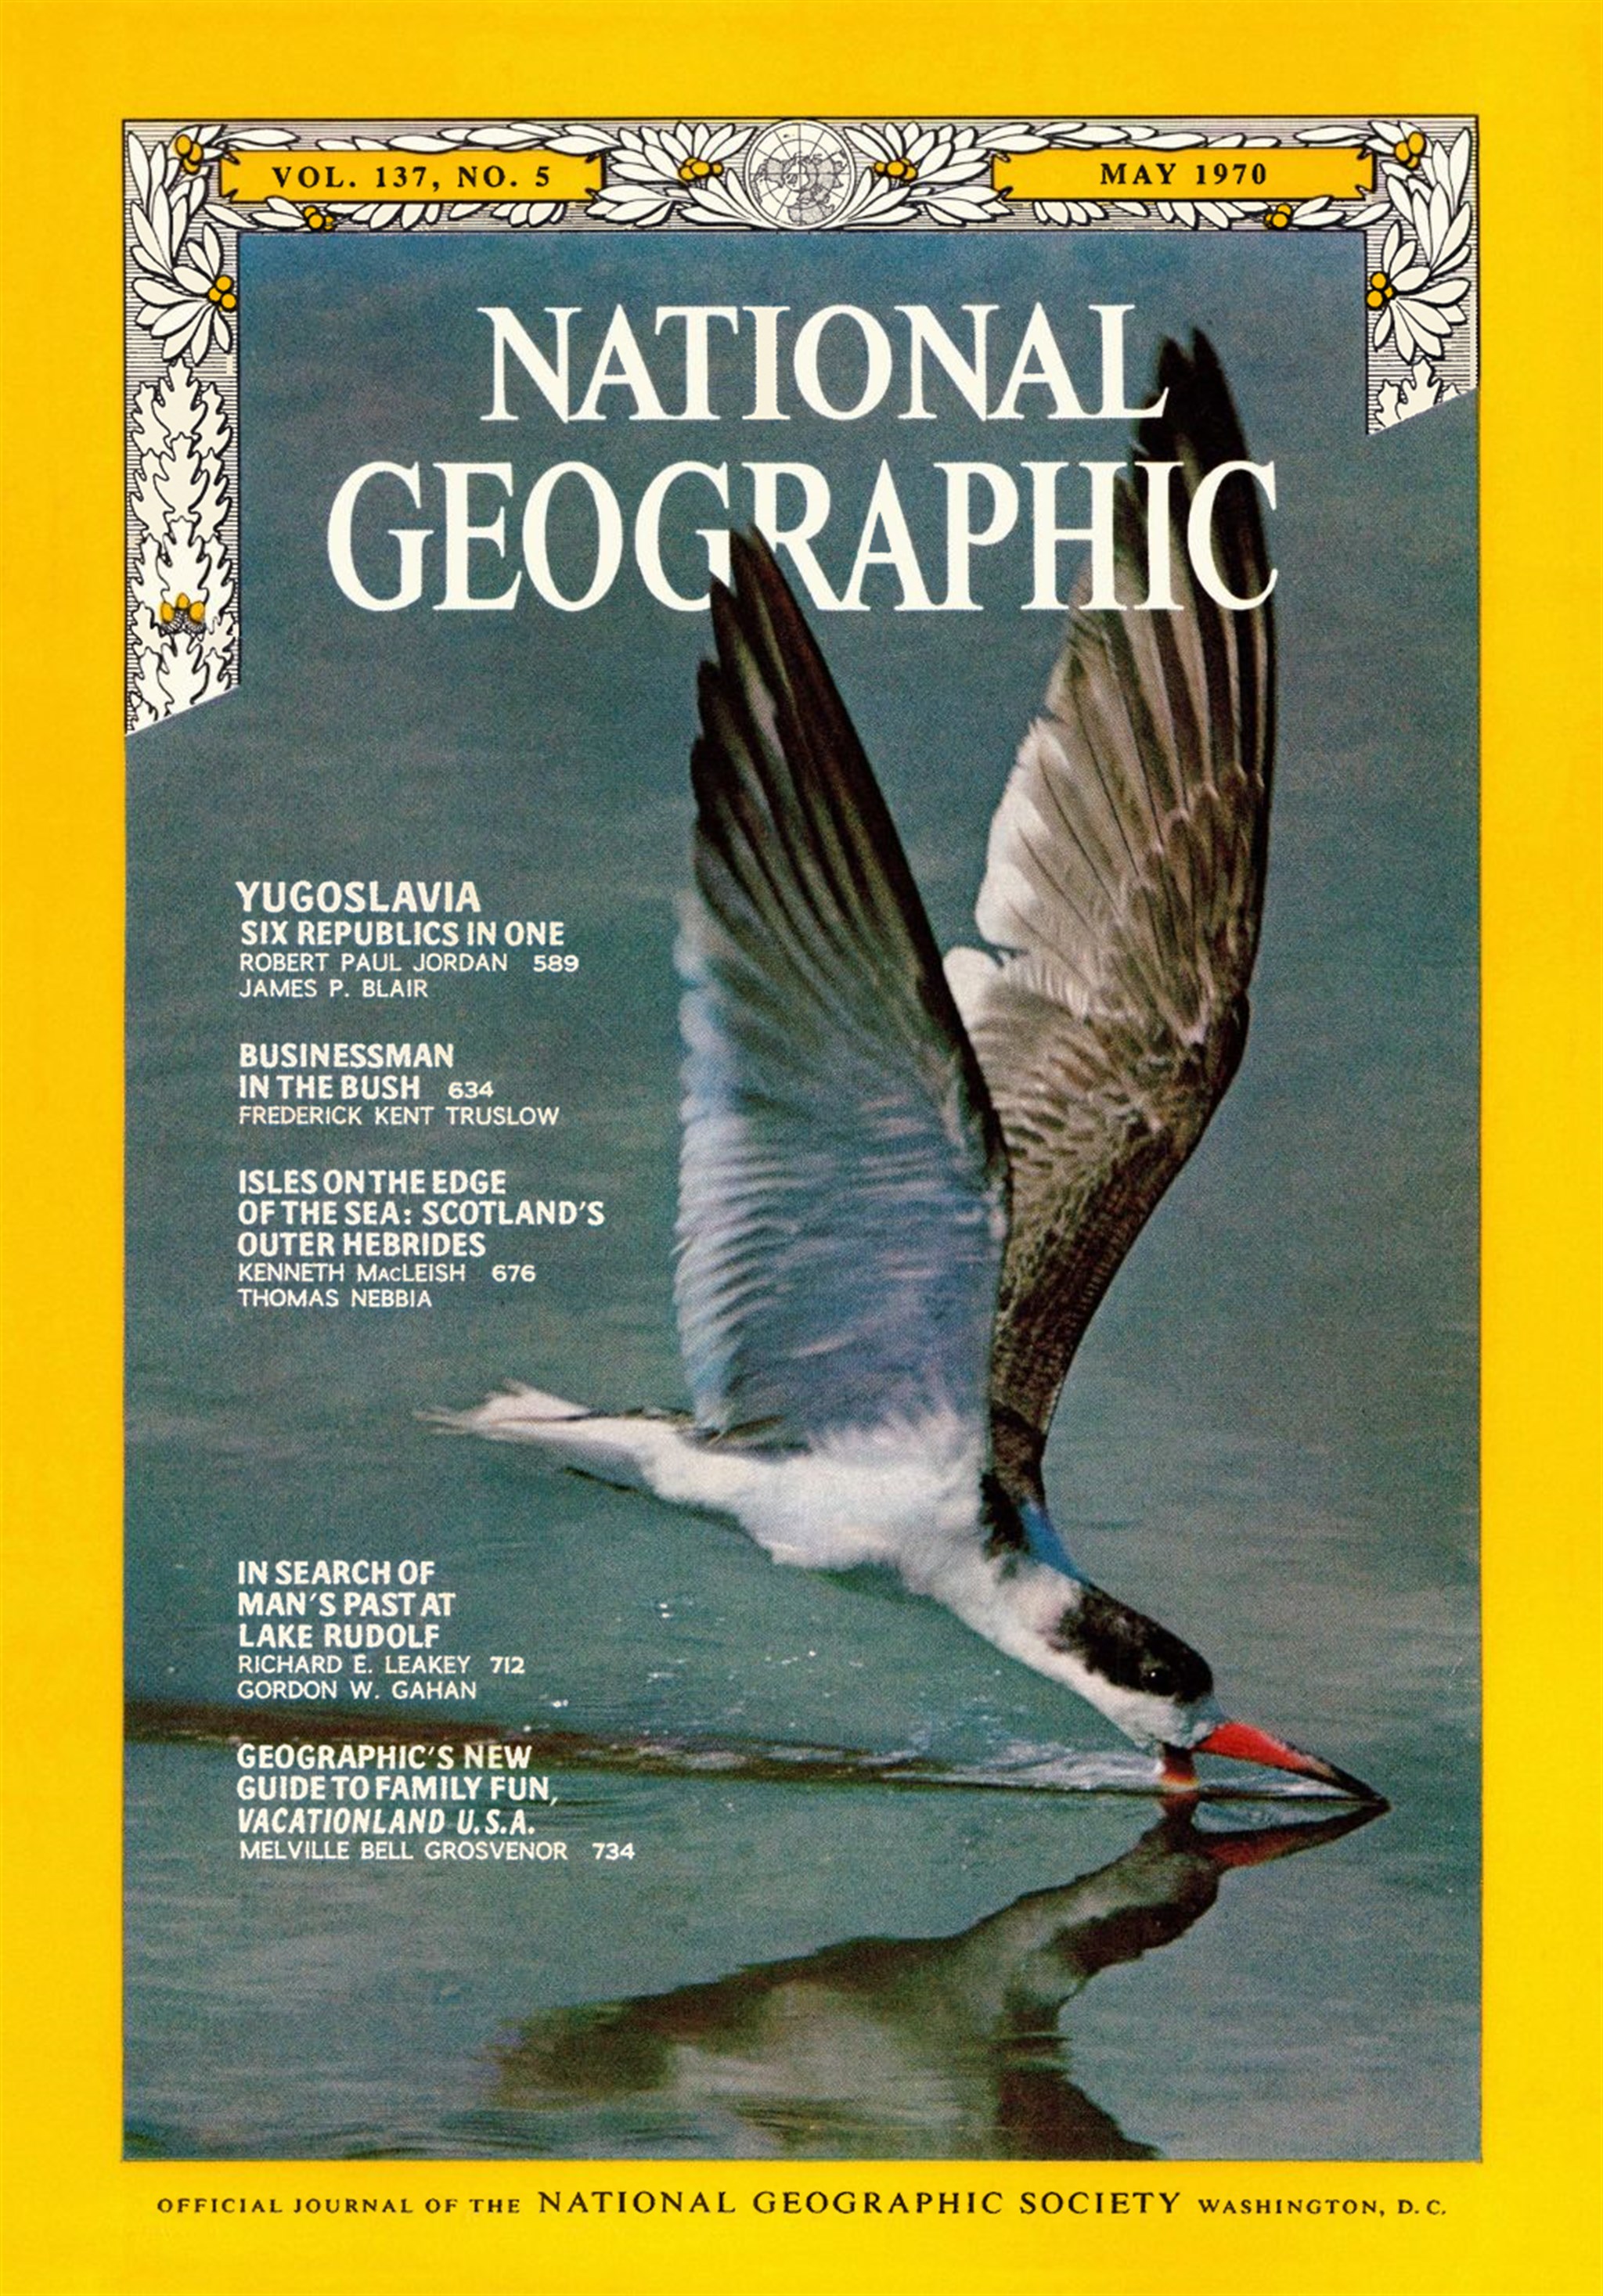 VOL. 137, NO. 5
MAY 1970
NATIONAL
GEOGRAPHIC
YUGOSLAVIA
SIX REPUBLICS IN ONE
ROBERT PAUL JORDAN 589
JAMES P. BLAIR
BUSINESSMAN
IN THE BUSH 634
FREDERICK KENT TRUSLOW
ISLES ON THE EDGE
OF THE SEA: SCOTLAND'S
OUTER HEBRIDES
KENNETH MacLEISH 676
THOMAS NEBBIA
IN SEARCH OF
MAN'S PAST AT
LAKE RUDOLF
RICHARD E. LEAKEY 712
GORDON W. GAHAN
GEOGRAPHIC'S NEW
GUIDE TO FAMILY FUN,
VACATIONLAND U.S.A.
MELVILLE BELL GROSVENOR 734
OFFICIAL JOURNAL OF THE NATIONAL GEOGRAPHIC SOCIETY WASHINGTON, D.C.